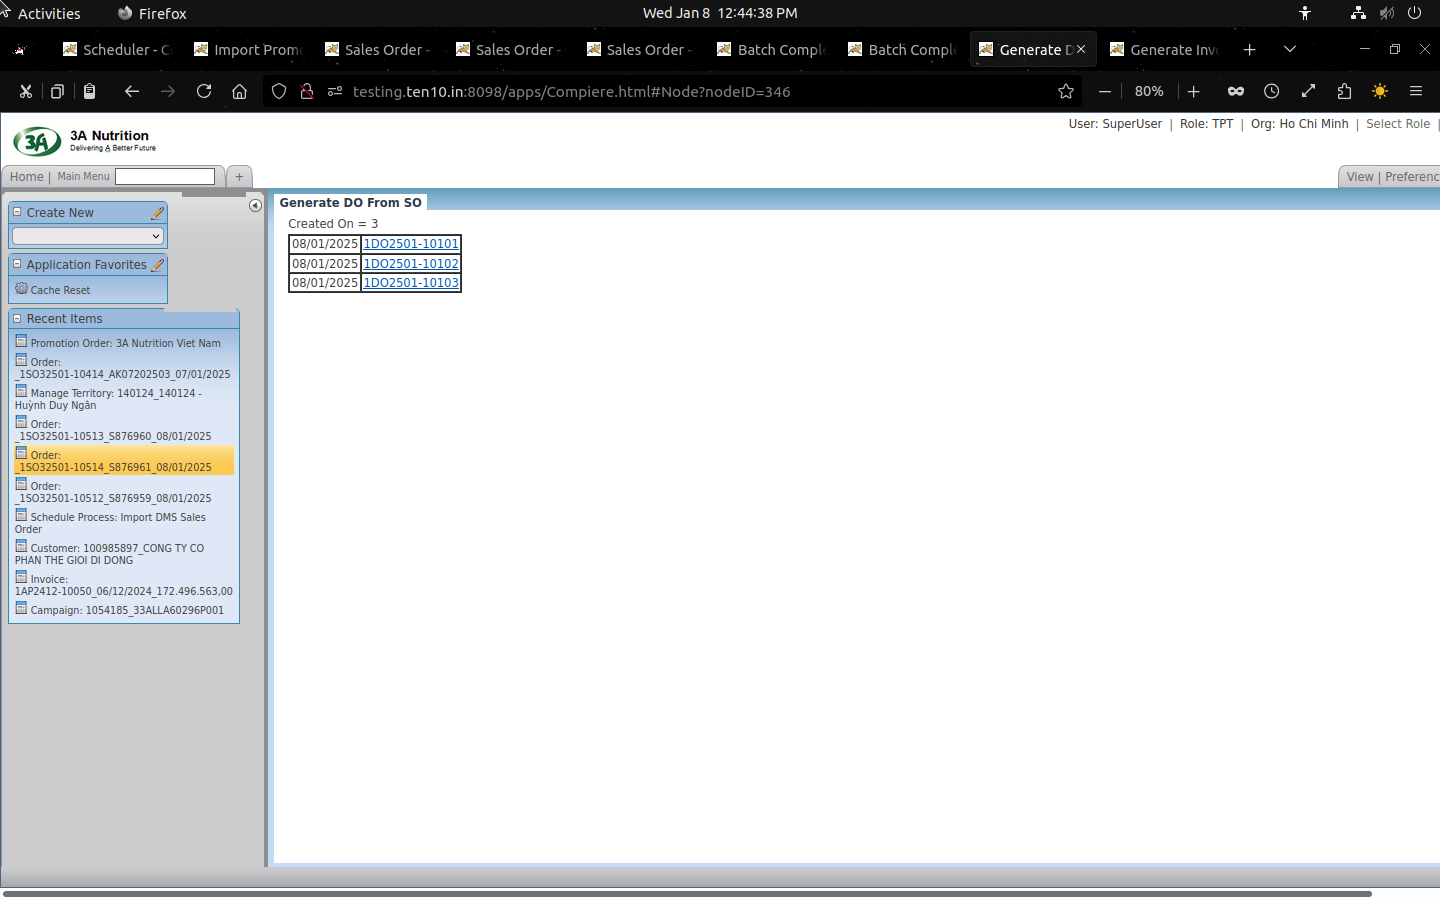 Activities
Firefox
Wed Jan 8 12:44:38 PM
Scheduler - C
Import Prom
Sales Order -
Sales Order -
Sales Order -
Batch Comple
Batch Comple
Generate D
Generate Inv
testing.ten10.in:8098/apps/Compiere.html#Node?nodeID=346
80%
3A
3A Nutrition
Delivering A Better Future
User: SuperUser | Role: TPT | Org: Ho Chi Minh | Select Role |
Home | Main Menu
+
View | Preferenc
Create New
Application Favorites
Cache Reset
Recent Items
Promotion Order: 3A Nutrition Viet Nam
Order:
_1SO32501-10414_AK07202503_07/01/2025
Manage Territory: 140124_140124 -
Huỳnh Duy Ngân
Order:
_1SO32501-10513_S876960_08/01/2025
Order:
_1SO32501-10514_S876961_08/01/2025
Order:
_1SO32501-10512_S876959_08/01/2025
Schedule Process: Import DMS Sales
Order
Customer: 100985897_CONG TY CO
PHAN THE GIOI DI DONG
Invoice:
1AP2412-10050_06/12/2024_172.496.563,00
Campaign: 1054185_33ALLA60296P001
Generate DO From SO
Created On = 3
08/01/2025 1DO2501-10101
08/01/2025 1DO2501-10102
08/01/2025 1DO2501-10103